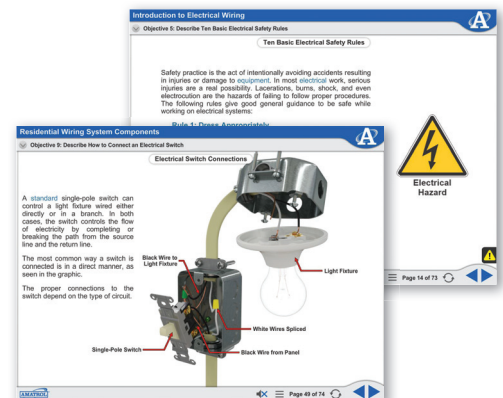 Introduction to Electrical Wiring
Objective 5: Describe Ten Basic Electrical Safety Rules
Ten Basic Electrical Safety Rules
Safety practice is the act of intentionally avoiding accidents resulting
in injuries or damage to equipment. In most electrical work, serious
injuries are a real possibility. Lacerations, burns, shock, and even
electrocution are the hazards of failing to follow proper procedures.
The following rules give good general guidance to be safe while
working on electrical systems:
Rule 1: Dress Appropriately
Electrical
Hazard
Page 14 of 73
Residential Wiring System Components
Objective 9: Describe How to Connect an Electrical Switch
Electrical Switch Connections
A standard single-pole switch can
control a light fixture wired either
directly or in a branch. In both
cases, the switch controls the flow
of electricity by completing or
breaking the path from the source
line and the return line.
The most common way a switch is
connected is in a direct manner, as
seen in the graphic.
The proper connections to the
switch depend on the type of circuit.
Black Wire to
Light Fixture
Light Fixture
White Wires Spliced
Single-Pole Switch
Black Wire from Panel
AMATROL
Page 49 of 74